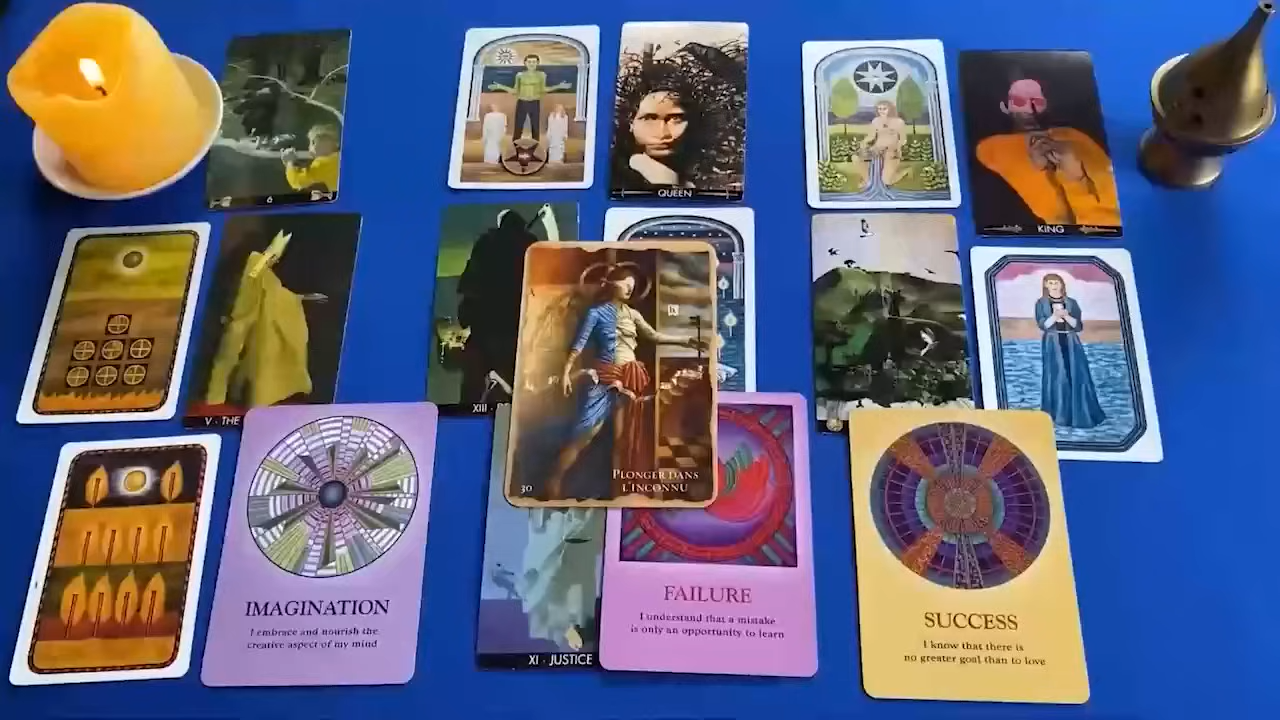 6
QUEEN
KING
V · THE
XIII ·
PLONGER DANS
L'INCONNU
30
IMAGINATION
I embrace and nourish the
creative aspect of my mind
XI · JUSTICE
FAILURE
I understand that a mistake
is only an opportunity to learn
SUCCESS
I know that there is
no greater goal than to love